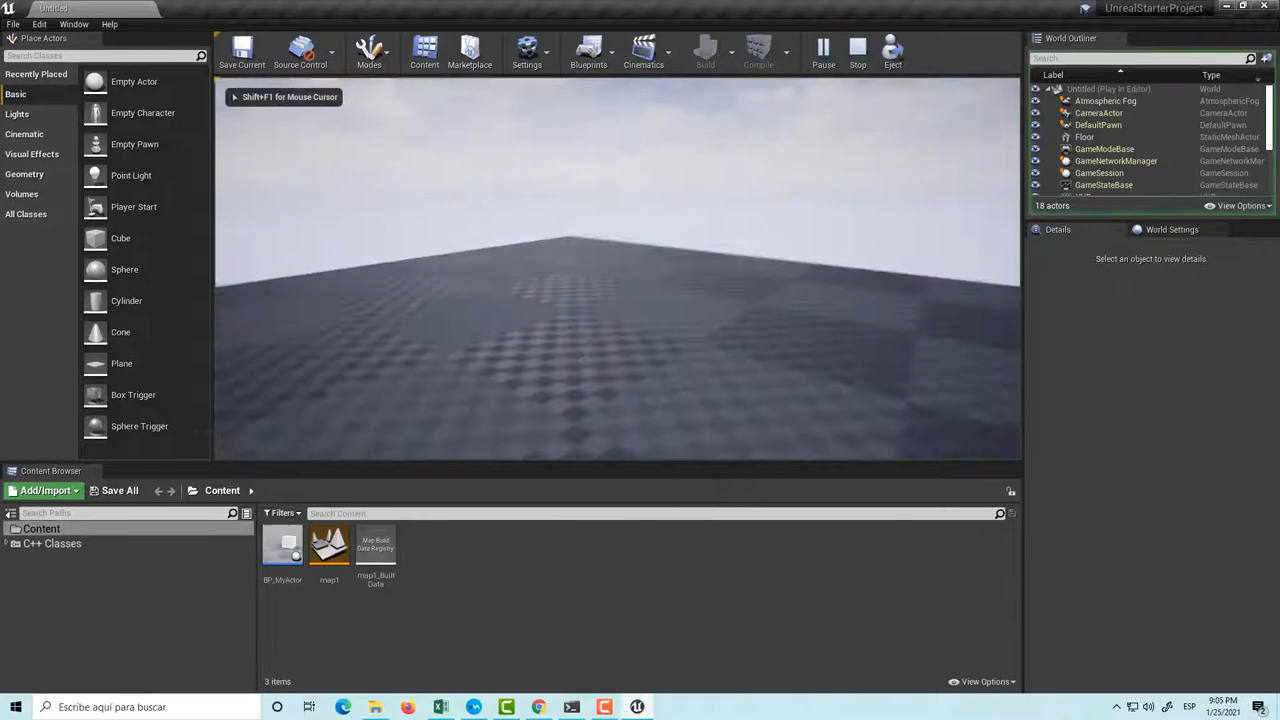 Untitled
UnrealStarterProject
File Edit Window Help
Place Actors
Search Classes
Recently Placed
Basic
Lights
Cinematic
Visual Effects
Geometry
Volumes
All Classes
Empty Actor
Empty Character
Empty Pawn
Point Light
Player Start
Cube
Sphere
Cylinder
Cone
Plane
Box Trigger
Sphere Trigger
Save Current Source Control Modes Content Marketplace Settings Blueprints Cinematics Build Compile Pause Stop Eject
Shift+F1 for Mouse Cursor
World Outliner
Search...
Label Type
Untitled (Play In Editor) World
Atmospheric Fog AtmosphericFog
CameraActor CameraActor
DefaultPawn DefaultPawn
Floor StaticMeshActor
GameModeBase GameModeBase
GameNetworkManager GameNetworkMar
GameSession GameSession
GameStateBase GameStateBase
18 actors View Options
Details World Settings
Select an object to view details.
Content Browser
Add/Import Save All Content
Search Paths
Filters Search Content
Content
C++ Classes
Map Build
Data Registry
BP_MyActor map1 map1_Built
Data
3 items View Options
Escribe aquí para buscar
ESP
9:05 PM
1/25/2021
2